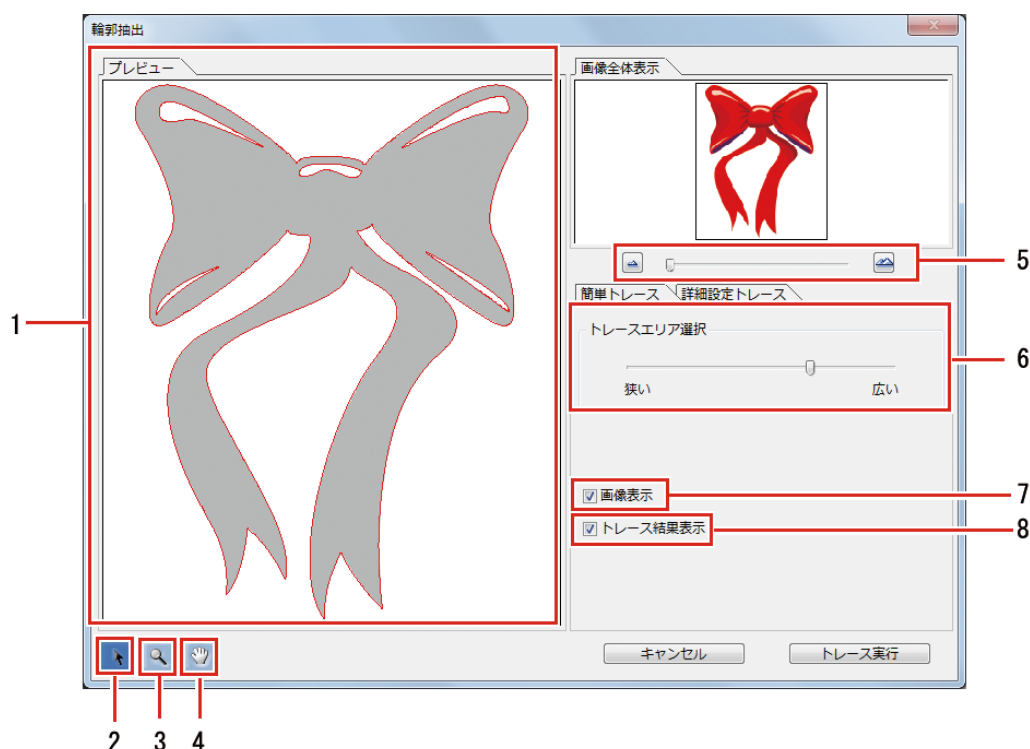 輪郭抽出
プレビュー
画像全体表示
5
簡単トレース
詳細設定トレース
トレースエリア選択
狭い
広い
6
1
画像表示
7
トレース結果表示
8
キャンセル
トレース実行
2
3
4